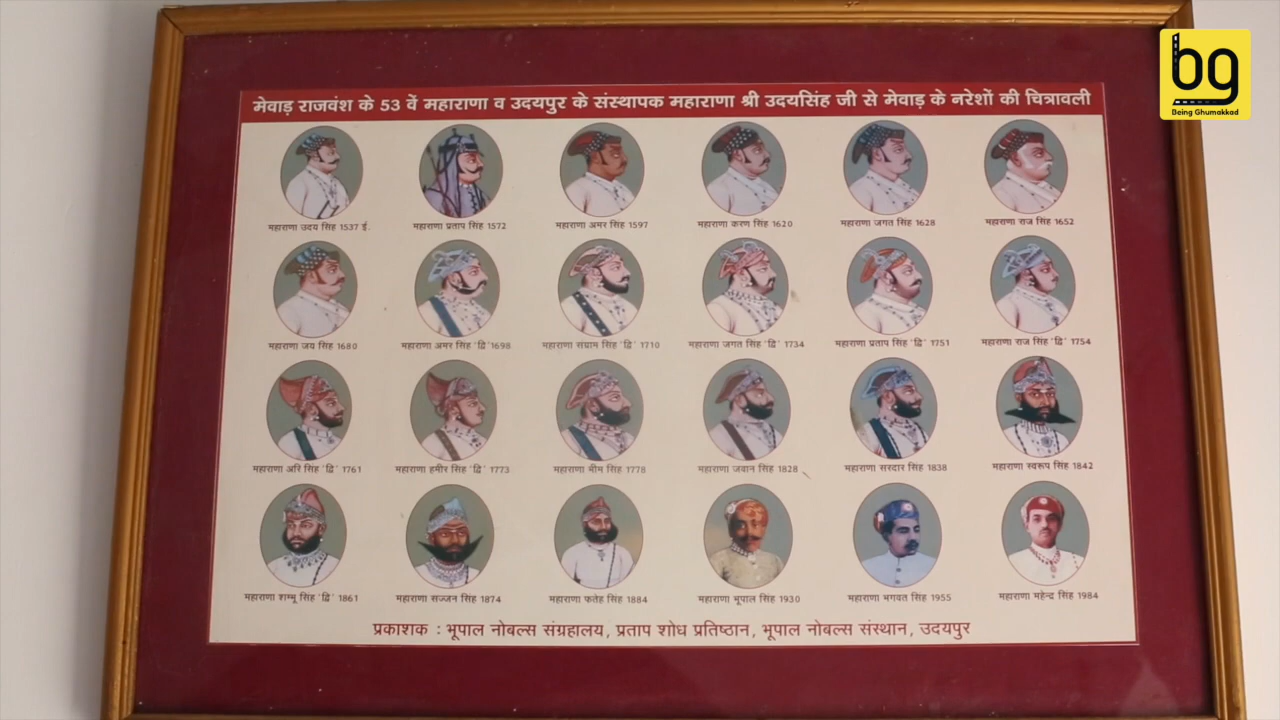 मेवाड़ राजवंश के 53 वें महाराणा व उदयपुर के संस्थापक महाराणा श्री उदयसिंह जी से मेवाड़ के नरेशों की चित्रावली
bg
Being Ghumakkad
महाराणा उदय सिंह 1537 ई. महाराणा प्रताप सिंह 1572 महाराणा अमर सिंह 1597 महाराणा करण सिंह 1620 महाराणा जगत सिंह 1628 महाराणा राज सिंह 1652
महाराणा जय सिंह 1680 महाराणा अमर सिंह 'द्वि' 1698 महाराणा संग्राम सिंह 'द्वि' 1710 महाराणा जगत सिंह 'द्वि' 1734 महाराणा प्रताप सिंह 'द्वि' 1751 महाराणा राज सिंह 'द्वि' 1754
महाराणा अरि सिंह 'द्वि' 1761 महाराणा हमीर सिंह 'द्वि' 1773 महाराणा भीम सिंह 1778 महाराणा जवान सिंह 1828 महाराणा सरदार सिंह 1838 महाराणा स्वरूप सिंह 1842
महाराणा शम्भू सिंह 'द्वि' 1861 महाराणा सज्जन सिंह 1874 महाराणा फतेह सिंह 1884 महाराणा भूपाल सिंह 1930 महाराणा भगवत सिंह 1955 महाराणा महेन्द्र सिंह 1984
प्रकाशक : भूपाल नोबल्स संग्रहालय, प्रताप शोध प्रतिष्ठान, भूपाल नोबल्स संस्थान, उदयपुर